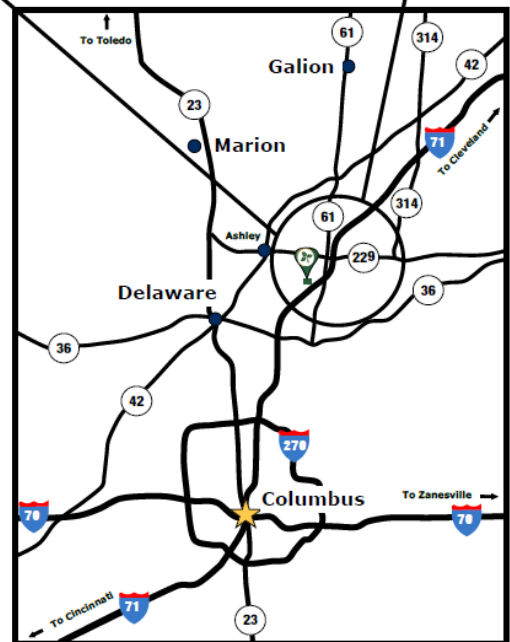 61
314
To Toledo
Galion
42
23
71
Marion
To Cleveland
314
61
Ashley
229
Delaware
36
36
42
270
Columbus
To Zanesville
70
70
To Cincinnati
71
23